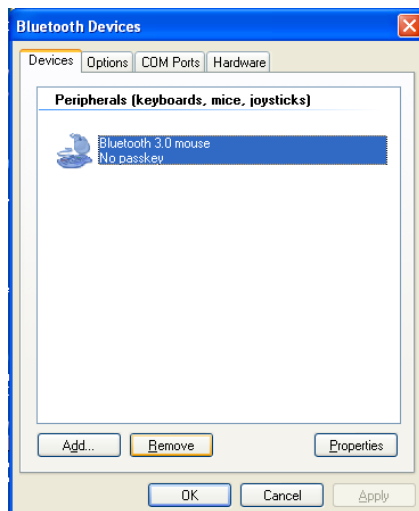 Bluetooth Devices
Devices Options COM Ports Hardware
Peripherals (keyboards, mice, joysticks)
Bluetooth 3.0 mouse
No passkey
Add... Remove Properties
OK Cancel Apply